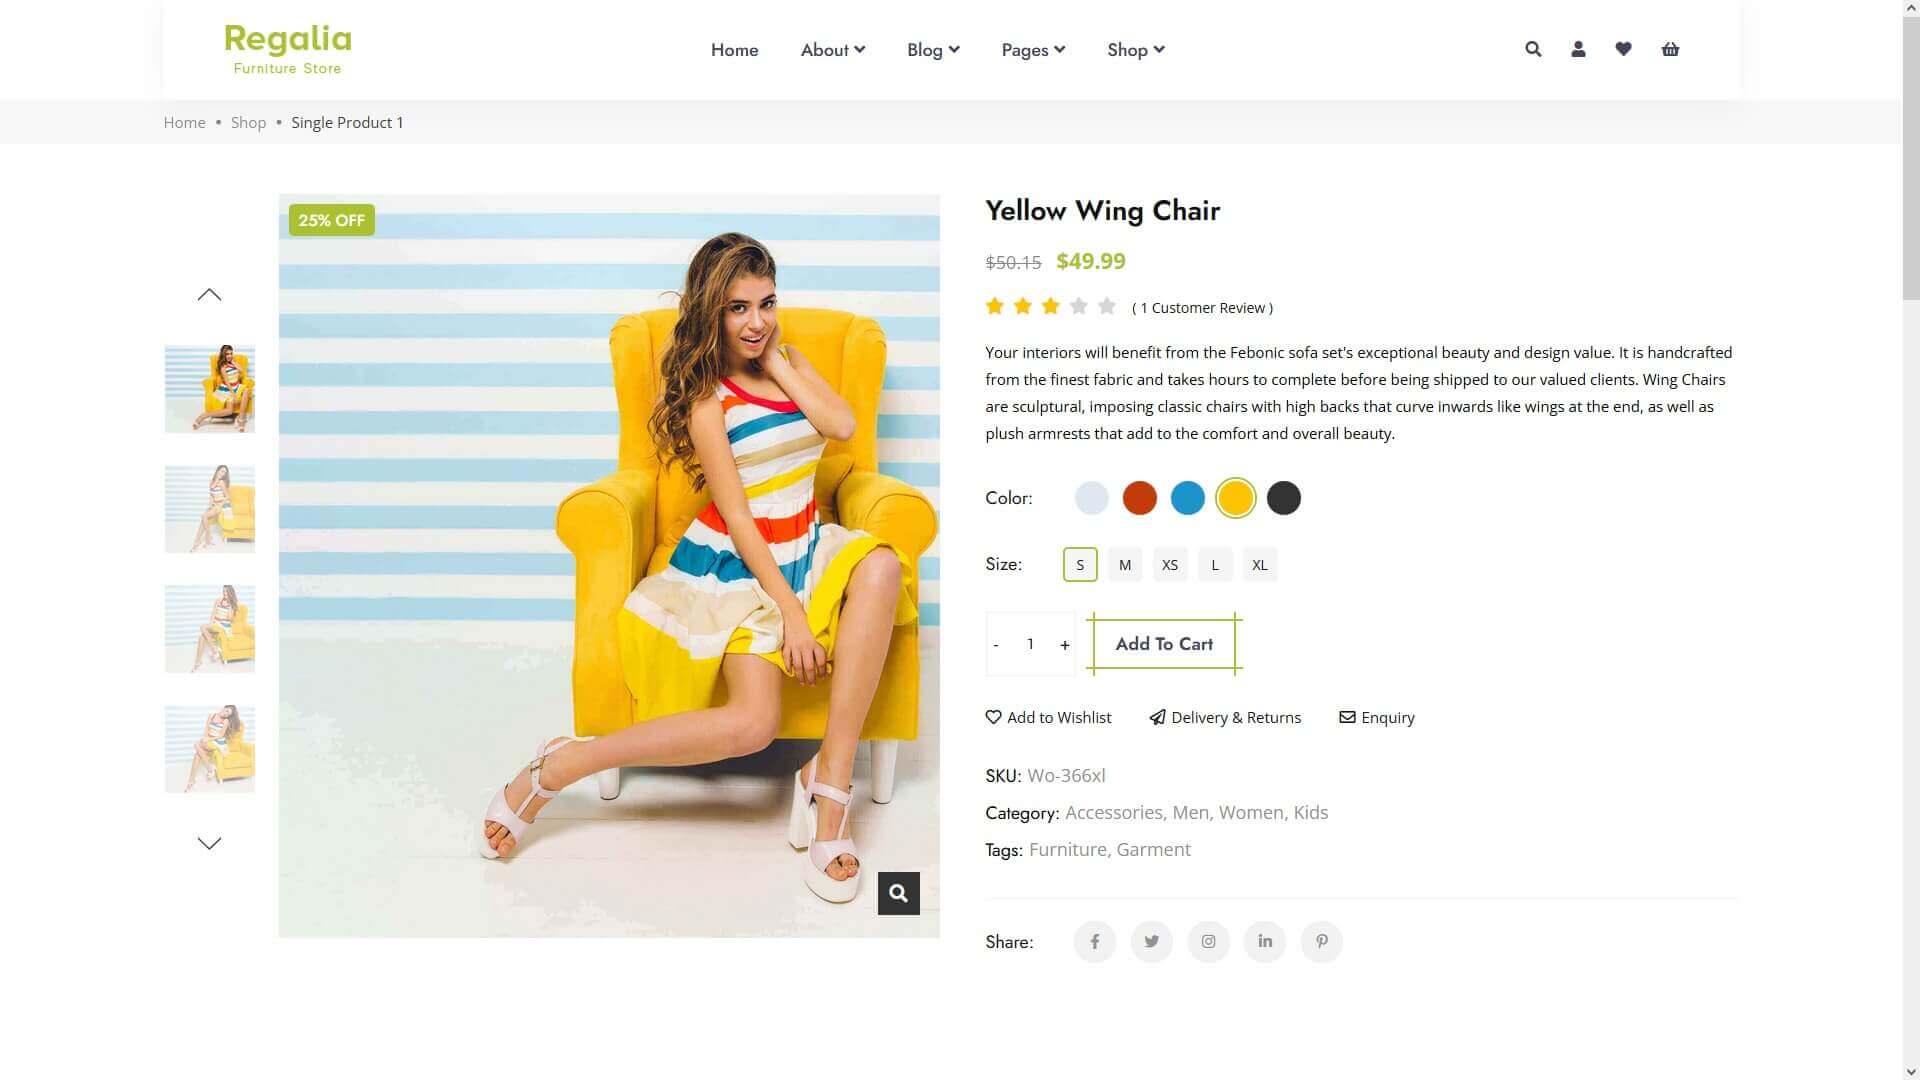 Regalia
Furniture Store
Home About Blog Pages Shop
Home • Shop • Single Product 1
25% OFF
Yellow Wing Chair
$50.15 $49.99
( 1 Customer Review )
Your interiors will benefit from the Febonic sofa set's exceptional beauty and design value. It is handcrafted
from the finest fabric and takes hours to complete before being shipped to our valued clients. Wing Chairs
are sculptural, imposing classic chairs with high backs that curve inwards like wings at the end, as well as
plush armrests that add to the comfort and overall beauty.
Color:
Size: S M XS L XL
- 1 + Add To Cart
Add to Wishlist Delivery & Returns Enquiry
SKU: Wo-366xl
Category: Accessories, Men, Women, Kids
Tags: Furniture, Garment
Share: